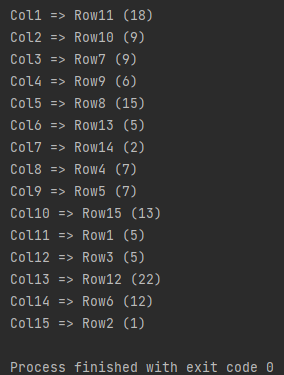 Col1 => Row11 (18)
Col2 => Row10 (9)
Col3 => Row7 (9)
Col4 => Row9 (6)
Col5 => Row8 (15)
Col6 => Row13 (5)
Col7 => Row14 (2)
Col8 => Row4 (7)
Col9 => Row5 (7)
Col10 => Row15 (13)
Col11 => Row1 (5)
Col12 => Row3 (5)
Col13 => Row12 (22)
Col14 => Row6 (12)
Col15 => Row2 (1)
Process finished with exit code 0